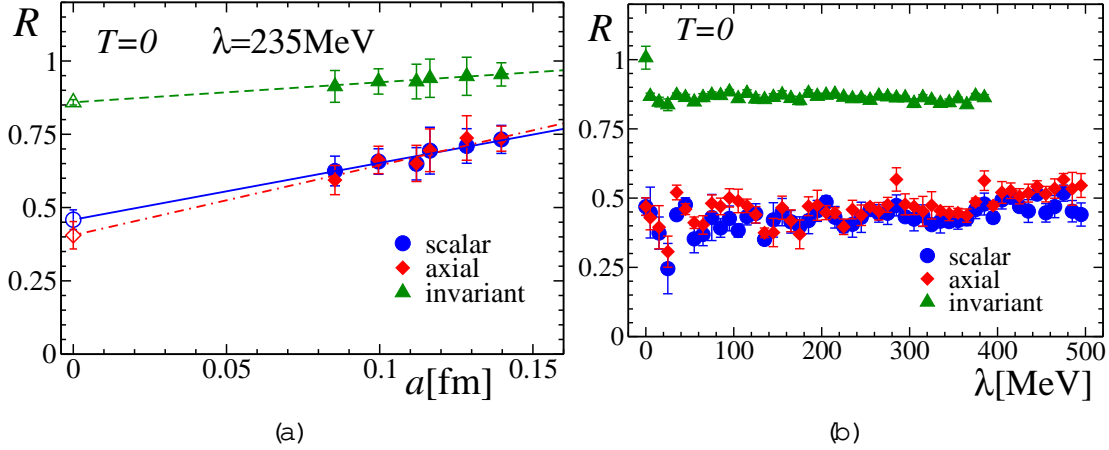 R
T=0 λ=235MeV
1
0.75
0.5
0.25
0
scalar
axial
invariant
0 0.05 0.1 0.15
a[fm]
(a)
R
T=0
1
0.75
0.5
0.25
0
scalar
axial
invariant
0 100 200 300 400 500
λ[MeV]
(b)